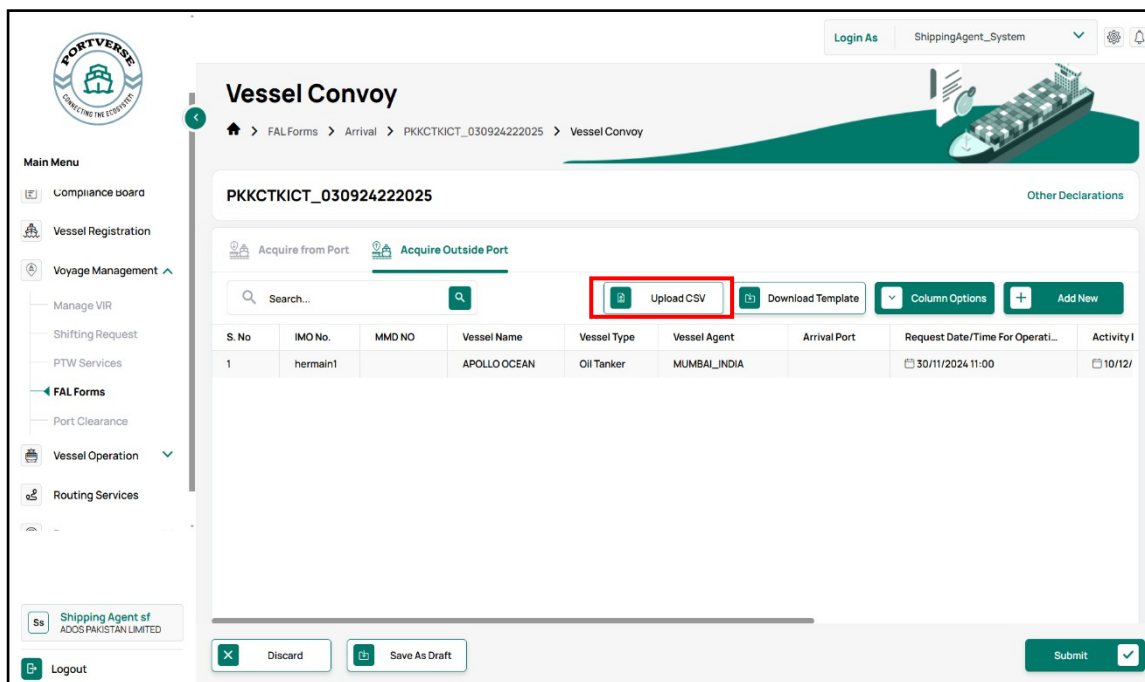 PORTVERSE
CONNECTING THE ECOSYSTEM
Login As ShippingAgent_System
Vessel Convoy
> FAL Forms > Arrival > PKKCTKICT_030924222025 > Vessel Convoy
Main Menu
Compliance Board
Vessel Registration
Voyage Management
Manage VIR
Shifting Request
PTW Services
FAL Forms
Port Clearance
Vessel Operation
Routing Services
Ss Shipping Agent sf
ADOS PAKISTAN LIMITED
Logout
PKKCTKICT_030924222025 Other Declarations
Acquire from Port Acquire Outside Port
Search... Upload CSV Download Template Column Options + Add New
S. No IMO No. MMD NO Vessel Name Vessel Type Vessel Agent Arrival Port Request Date/Time For Operati... Activity
1 hermain1 APOLLO OCEAN Oil Tanker MUMBAI_INDIA 30/11/2024 11:00 10/12/
Discard Save As Draft Submit